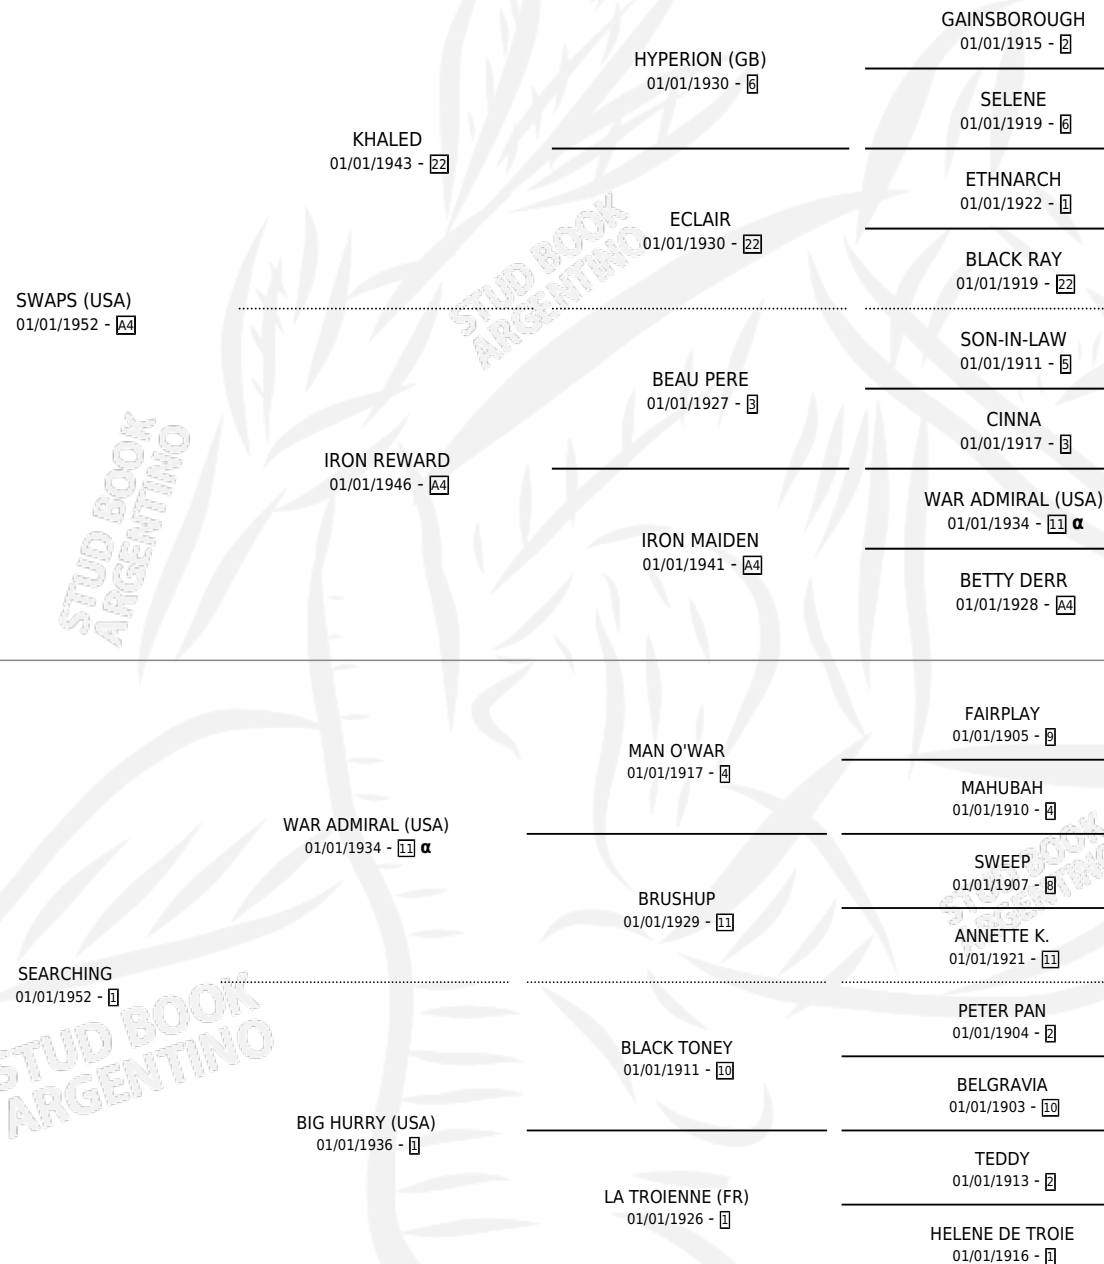 GAINSBOROUGH
01/01/1915 - 2
HYPERION (GB)
01/01/1930 - 6
SELENE
01/01/1919 - 6
KHALED
01/01/1943 - 22
ETHNARCH
01/01/1922 - 1
ECLAIR
01/01/1930 - 22
BLACK RAY
01/01/1919 - 22
SWAPS (USA)
01/01/1952 - A4
SON-IN-LAW
01/01/1911 - 5
BEAU PERE
01/01/1927 - 3
CINNA
01/01/1917 - 3
IRON REWARD
01/01/1946 - A4
WAR ADMIRAL (USA)
01/01/1934 - 11 α
IRON MAIDEN
01/01/1941 - A4
BETTY DERR
01/01/1928 - A4
FAIRPLAY
01/01/1905 - 9
MAN O'WAR
01/01/1917 - 4
MAHUBAH
01/01/1910 - 4
WAR ADMIRAL (USA)
01/01/1934 - 11 α
SWEEP
01/01/1907 - 8
BRUSHUP
01/01/1929 - 11
ANNETTE K.
01/01/1921 - 11
SEARCHING
01/01/1952 - 1
PETER PAN
01/01/1904 - 2
BLACK TONEY
01/01/1911 - 10
BELGRAVIA
01/01/1903 - 10
BIG HURRY (USA)
01/01/1936 - 1
TEDDY
01/01/1913 - 2
LA TROIENNE (FR)
01/01/1926 - 1
HELENE DE TROIE
01/01/1916 - 1
STUD BOOK
ARGENTINO
STUD BOOK
ARGENTINO
STUD BOOK
ARGENTINO
STUD BOOK
ARGENTINO